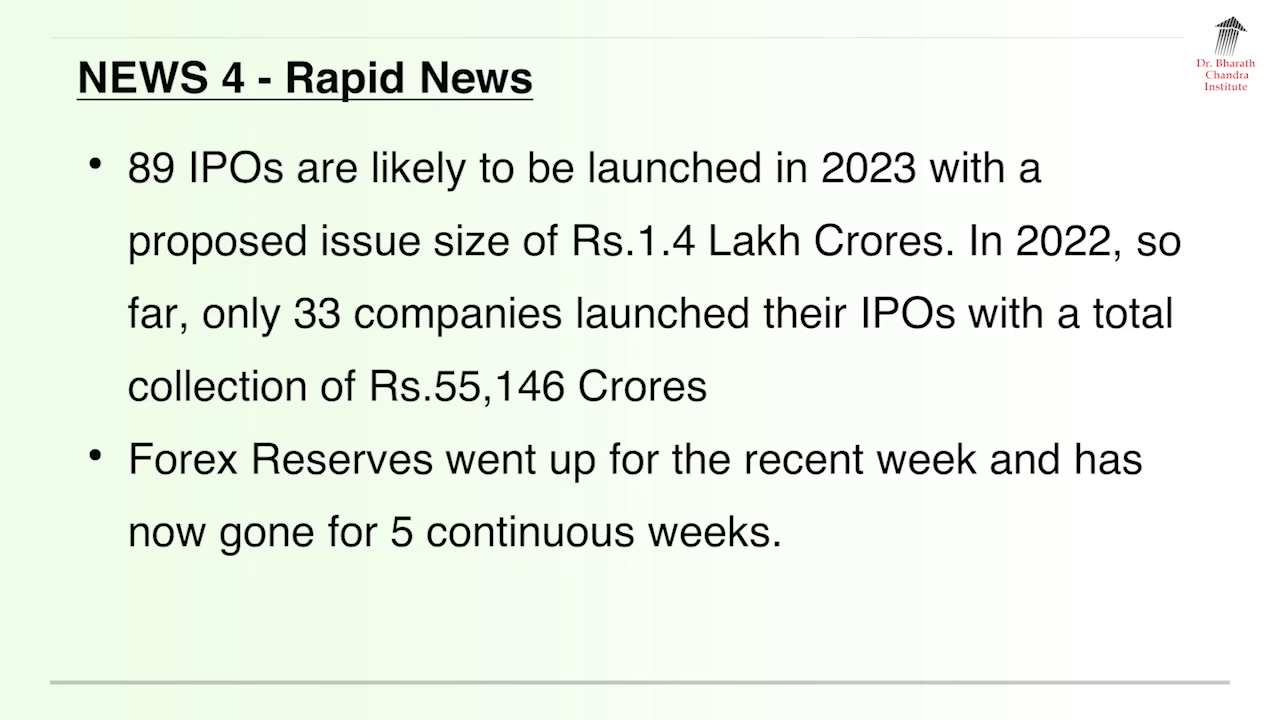 Dr. Bharath
Chandra
Institute
NEWS 4 - Rapid News
• 89 IPOs are likely to be launched in 2023 with a
proposed issue size of Rs.1.4 Lakh Crores. In 2022, so
far, only 33 companies launched their IPOs with a total
collection of Rs.55,146 Crores
• Forex Reserves went up for the recent week and has
now gone for 5 continuous weeks.